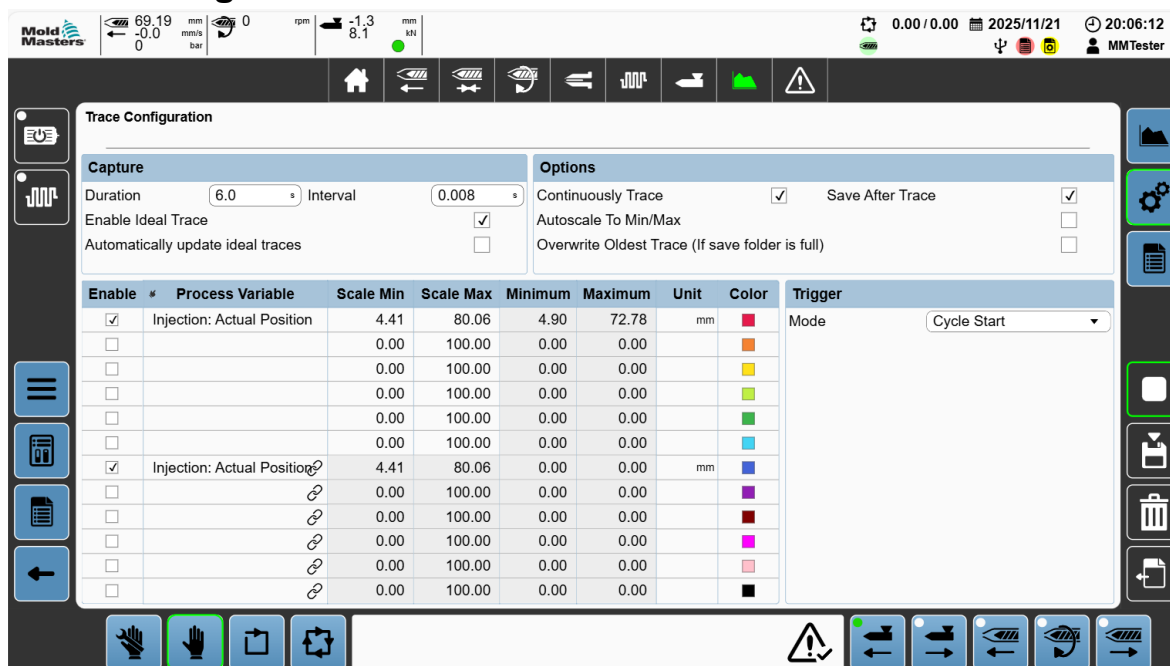 Mold Masters
69.19 mm
-0.0 mm/s
0 bar
0 rpm
-1.3 mm
8.1 kN
0.00 / 0.00
2025/11/21
20:06:12
MMTester
Trace Configuration
Capture
Duration 6.0 s Interval 0.008 s
Enable Ideal Trace
Automatically update ideal traces
Options
Continuously Trace Save After Trace
Autoscale To Min/Max
Overwrite Oldest Trace (If save folder is full)
Enable # Process Variable Scale Min Scale Max Minimum Maximum Unit Color
Injection: Actual Position 4.41 80.06 4.90 72.78 mm
0.00 100.00 0.00 0.00
0.00 100.00 0.00 0.00
0.00 100.00 0.00 0.00
0.00 100.00 0.00 0.00
0.00 100.00 0.00 0.00
Injection: Actual Position 4.41 80.06 0.00 0.00 mm
0.00 100.00 0.00 0.00
0.00 100.00 0.00 0.00
0.00 100.00 0.00 0.00
0.00 100.00 0.00 0.00
0.00 100.00 0.00 0.00
Trigger
Mode Cycle Start